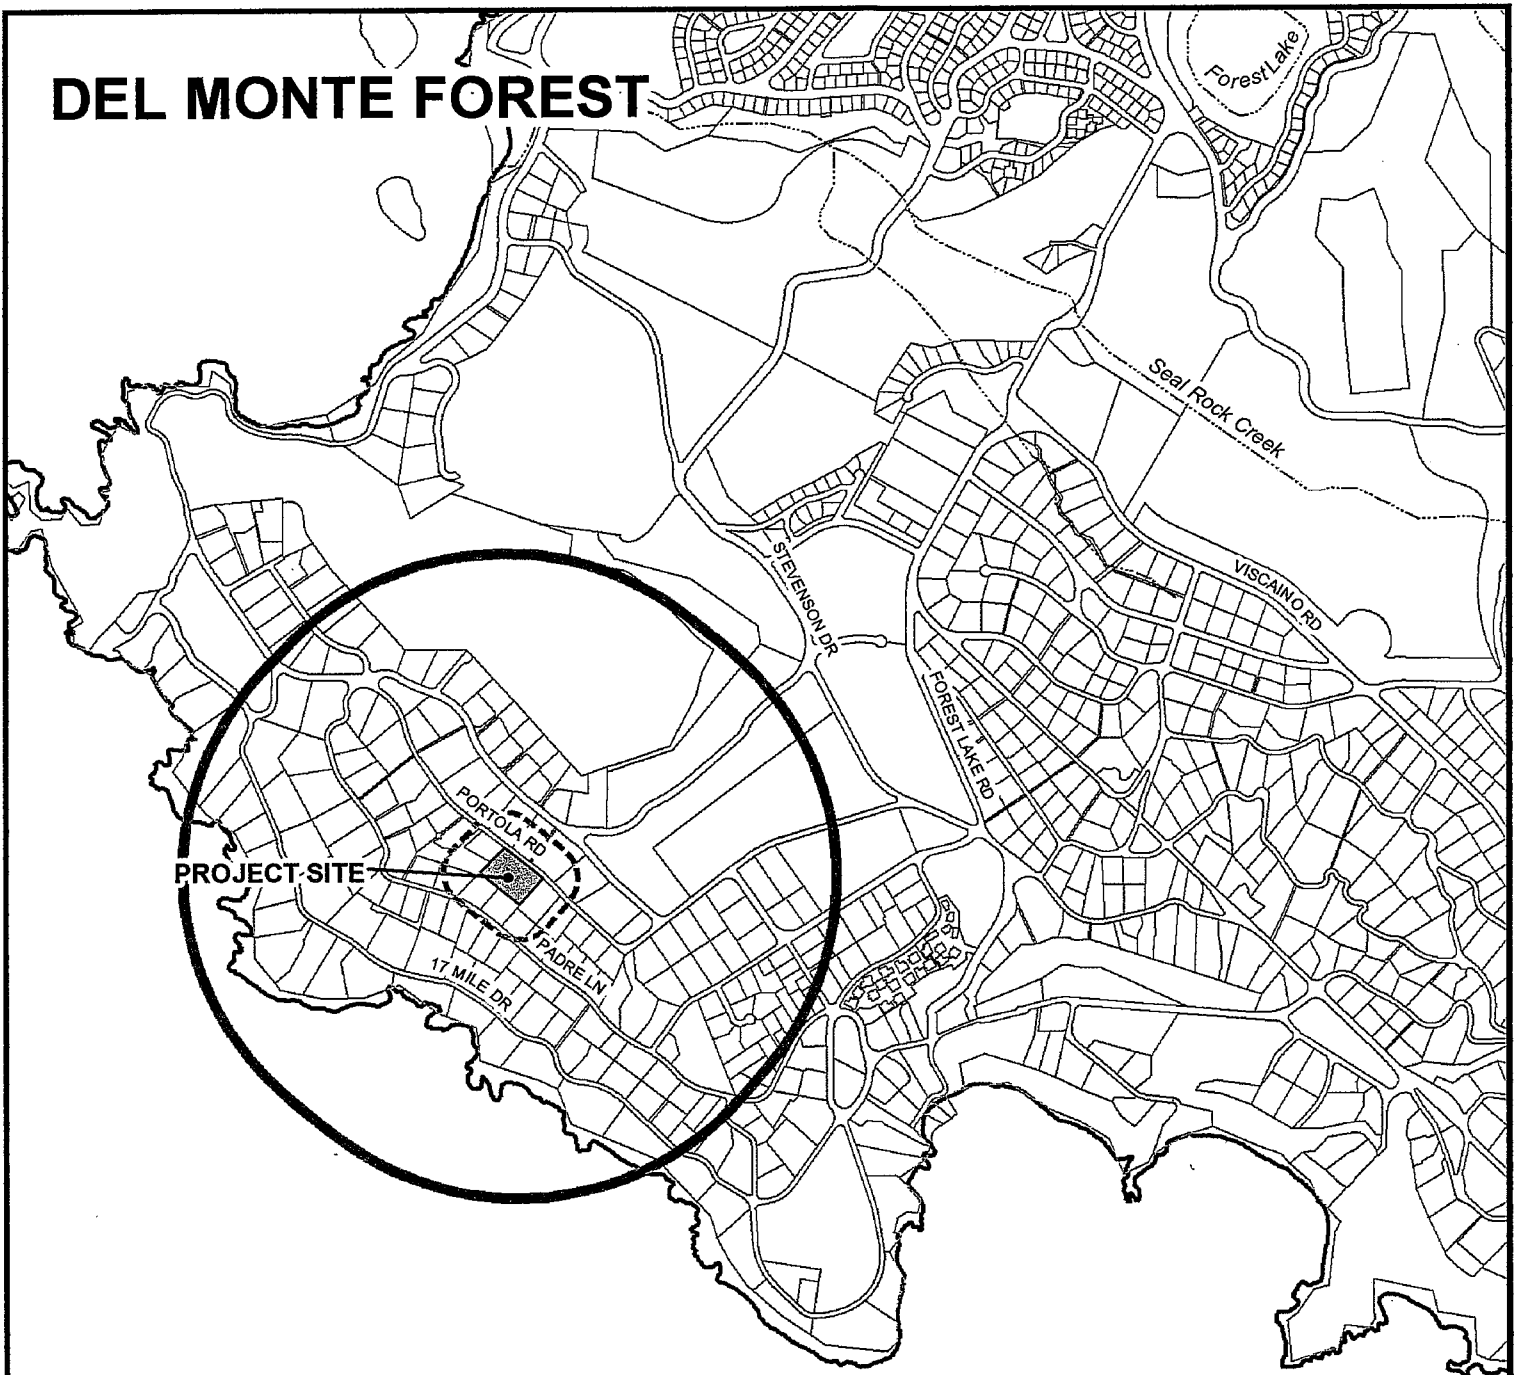 DEL MONTE FOREST
Forest Lake
Seal Rock Creek
STEVENSON DR
VISCAINO RD
FOREST LAKE RD
PORTOLA RD
PROJECT SITE
PADRE LN
17 MILE DR